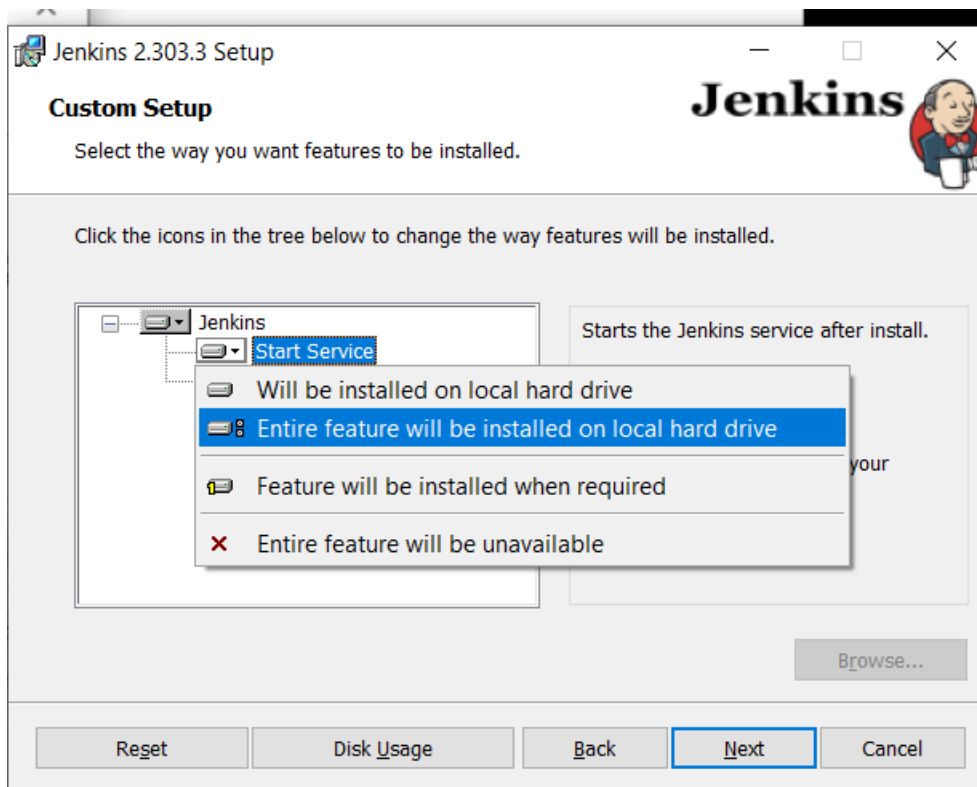 Jenkins 2.303.3 Setup
Jenkins
Custom Setup
Select the way you want features to be installed.
Click the icons in the tree below to change the way features will be installed.
Jenkins
Start Service
Starts the Jenkins service after install.
Will be installed on local hard drive
Entire feature will be installed on local hard drive
your
Feature will be installed when required
Entire feature will be unavailable
Browse...
Reset
Disk Usage
Back
Next
Cancel